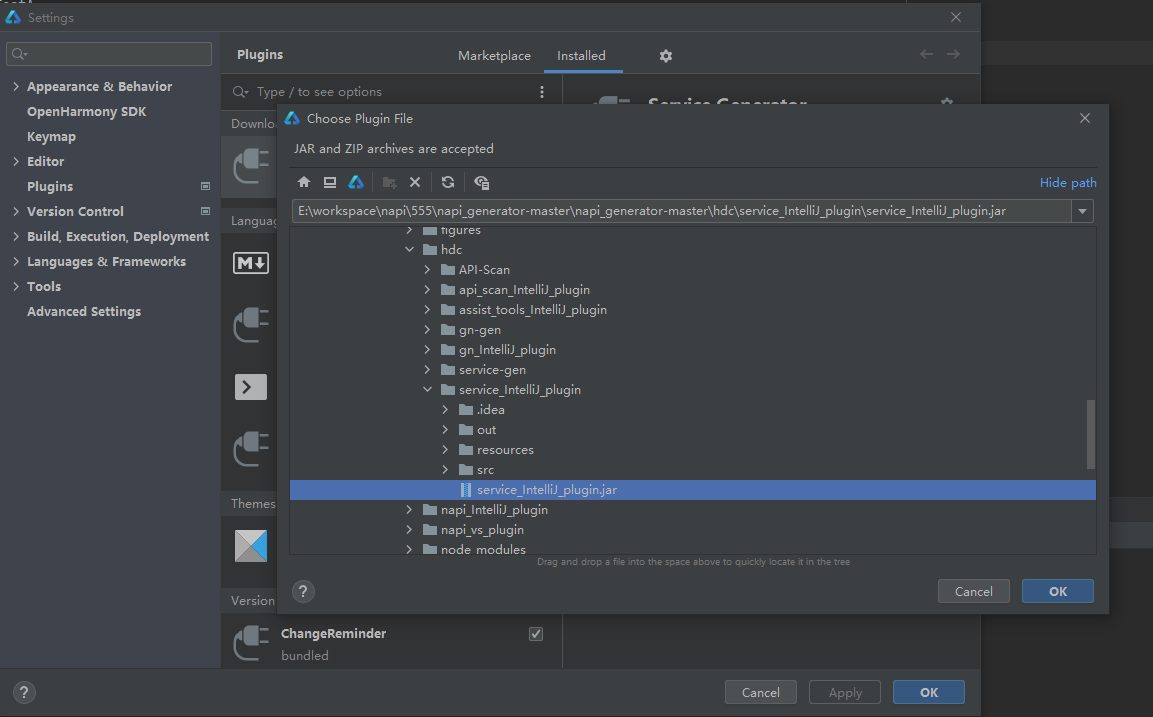 Settings
Plugins
Marketplace
Installed
Type / to see options
Appearance & Behavior
OpenHarmony SDK
Keymap
Editor
Plugins
Version Control
Build, Execution, Deployment
Languages & Frameworks
Tools
Advanced Settings
Service Generator
Choose Plugin File
JAR and ZIP archives are accepted
Hide path
E:\workspace\napi\555\napi_generator-master\napi_generator-master\hdc\service_IntelliJ_plugin\service_IntelliJ_plugin.jar
figures
hdc
API-Scan
api_scan_IntelliJ_plugin
assist_tools_IntelliJ_plugin
gn-gen
gn_IntelliJ_plugin
service-gen
service_IntelliJ_plugin
.idea
out
resources
src
service_IntelliJ_plugin.jar
napi_IntelliJ_plugin
napi_vs_plugin
node_modules
Drag and drop a file into the space above to quickly locate it in the tree
?
Cancel
OK
Downlo
Languag
M
Themes
Version
ChangeReminder
bundled
?
Cancel
Apply
OK